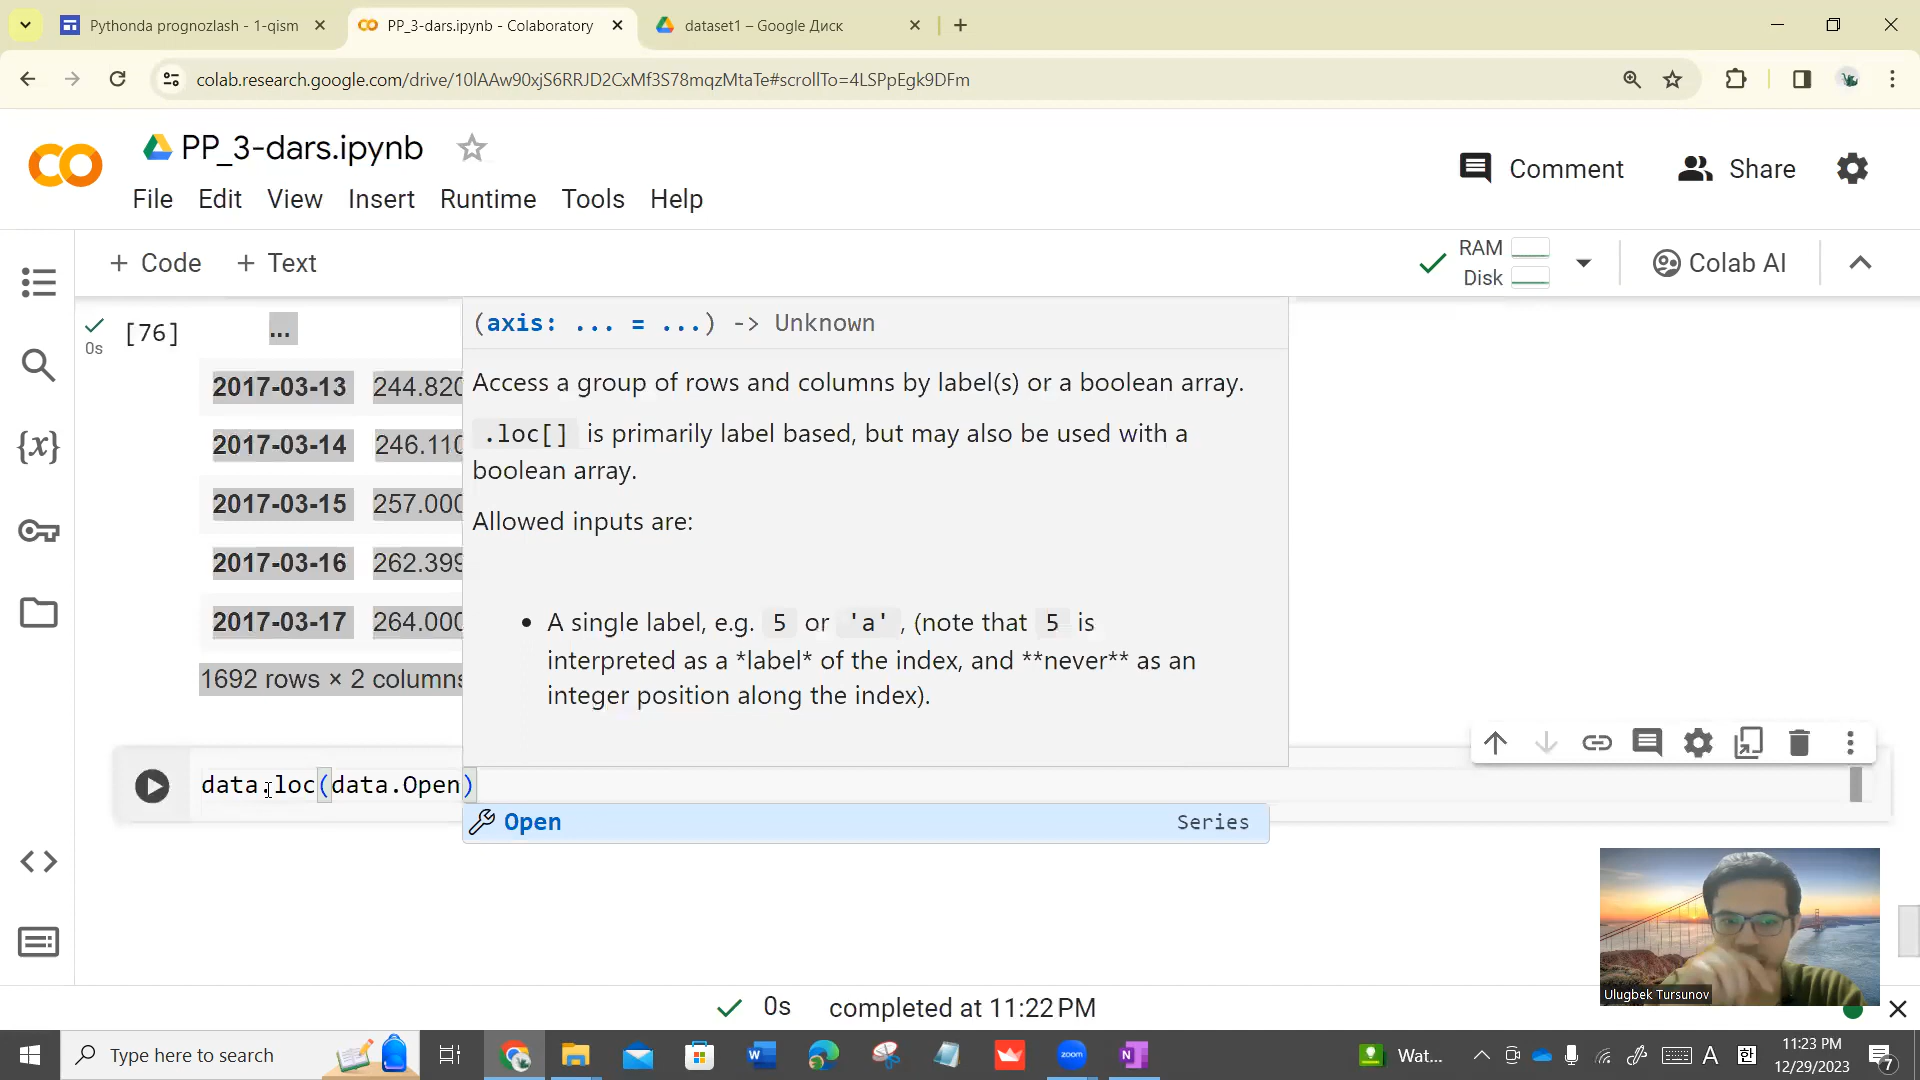 Pythonda prognozlash - 1-qism
PP_3-dars.ipynb - Colaboratory
dataset1 – Google Диск
colab.research.google.com/drive/10lAAw90xjS6RRJD2CxMf3S78mqzMtaTe#scrollTo=4LSPpEgk9DFm
PP_3-dars.ipynb
Comment
Share
File Edit View Insert Runtime Tools Help
+ Code + Text
RAM
Disk
Colab AI
[76]
0s
...
2017-03-13 244.820
2017-03-14 246.110
2017-03-15 257.000
2017-03-16 262.399
2017-03-17 264.000
1692 rows × 2 columns
(axis: ... = ...) -> Unknown
Access a group of rows and columns by label(s) or a boolean array.
.loc[] is primarily label based, but may also be used with a
boolean array.
Allowed inputs are:
• A single label, e.g. 5 or 'a', (note that 5 is
interpreted as a *label* of the index, and **never** as an
integer position along the index).
data.loc(data.Open)
Open Series
Ulugbek Tursunov
0s completed at 11:22 PM
Type here to search
zoom
Wat...
A
한
11:23 PM
12/29/2023
7